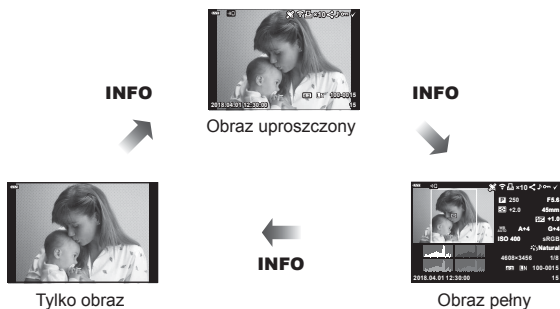 ×10
100-0015
2018.04.01 12:30:00 15
Obraz uproszczony
INFO
INFO
INFO
Tylko obraz
×10
P 250 F5.6
+2.0 45mm
+1.0
A+4 G+4
ISO 400 sRGB
Natural
4608×3456 1/8
100-0015
2018.04.01 12:30:00 15
Obraz pełny